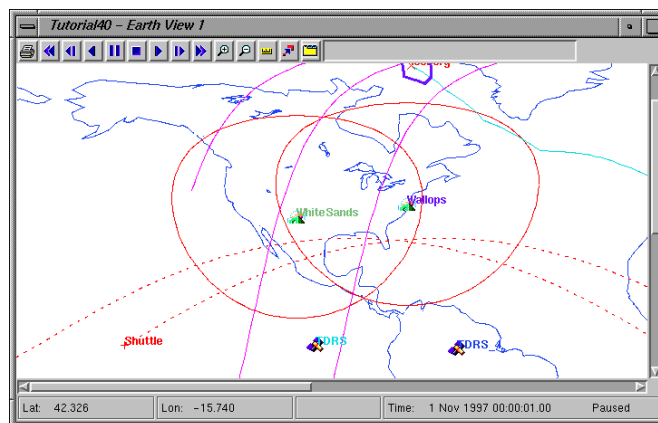 Tutorial40 – Earth View 1
WhiteSands
Wallops
Shuttle
TDRS
TDRS_4
Lat: 42.326
Lon: -15.740
Time: 1 Nov 1997 00:00:01.00
Paused